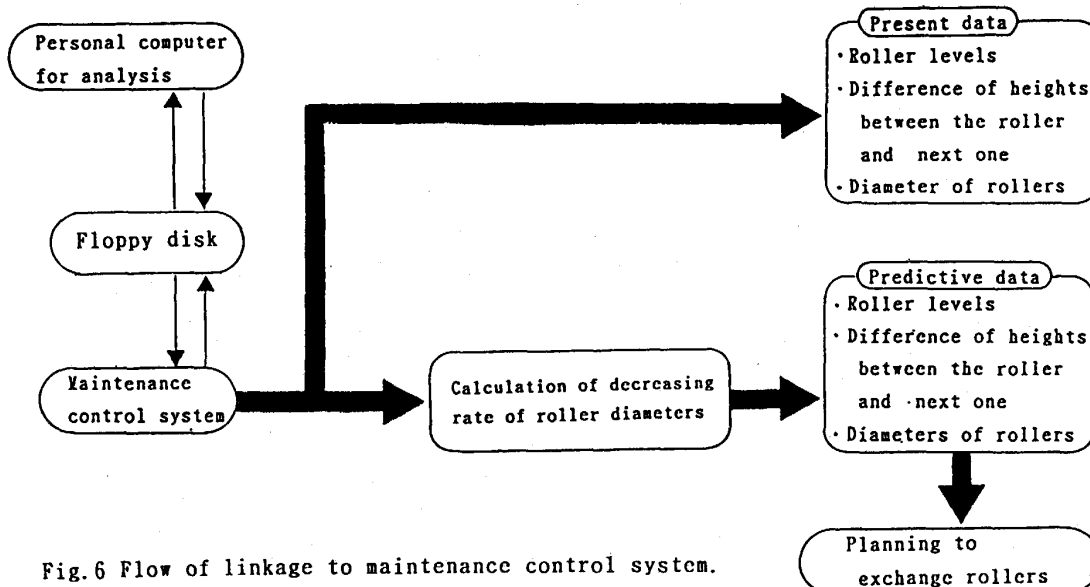 Personal computer
for analysis
Floppy disk
Maintenance
control system
Calculation of decreasing
rate of roller diameters
Present data
・Roller levels
・Difference of heights
between the roller
and next one
・Diameter of rollers
Predictive data
・Roller levels
・Difference of heights
between the roller
and ・next one
・Diameters of rollers
Planning to
exchange rollers
Fig.6 Flow of linkage to maintenance control system.